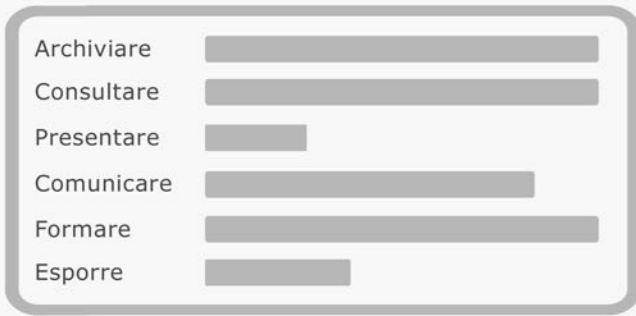 Archiviare
Consultare
Presentare
Comunicare
Formare
Esporre